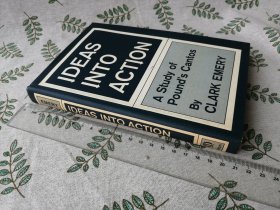 IDEAS
INTO
ACTION
A Study of
Pound's Cantos
By
CLARK EMERY
IDEAS INTO ACTION